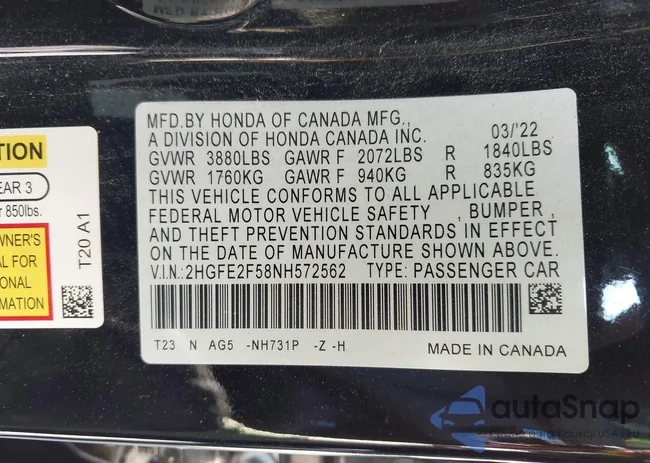 MFD.BY HONDA OF CANADA MFG.,
A DIVISION OF HONDA CANADA INC. 03/'22
GVWR 3880LBS GAWR F 2072LBS R 1840LBS
GVWR 1760KG GAWR F 940KG R 835KG
THIS VEHICLE CONFORMS TO ALL APPLICABLE
FEDERAL MOTOR VEHICLE SAFETY , BUMPER ,
AND THEFT PREVENTION STANDARDS IN EFFECT
ON THE DATE OF MANUFACTURE SHOWN ABOVE.
V.I.N.:2HGFE2F58NH572562 TYPE: PASSENGER CAR
T23 N AG5 -NH731P -Z -H
MADE IN CANADA
TION
EAR 3
r 850lbs.
WNER'S
AL FOR
ONAL
MATION
T20 A1
autoSnap